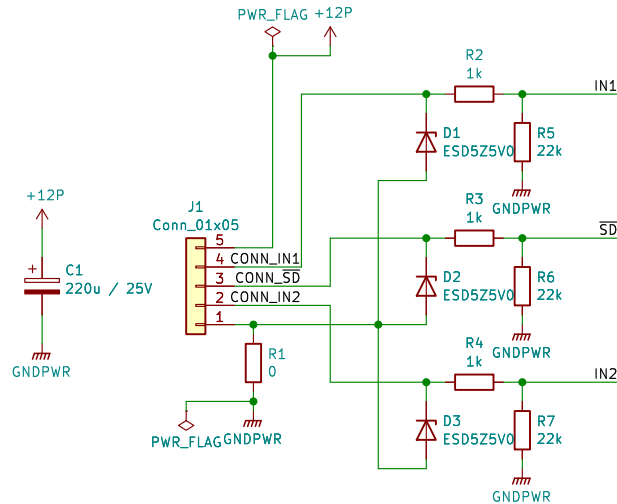 PWR_FLAG
+12P
R2
1k
IN1
D1
ESD5Z5V0
R5
22k
GNDPWR
+12P
J1
Conn_01x05
R3
1k
SD
5
4
CONN_IN1
3
CONN_SD
2
CONN_IN2
1
C1
220u / 25V
GNDPWR
D2
ESD5Z5V0
R6
22k
GNDPWR
R1
0
R4
1k
IN2
PWR_FLAG
GNDPWR
D3
ESD5Z5V0
R7
22k
GNDPWR